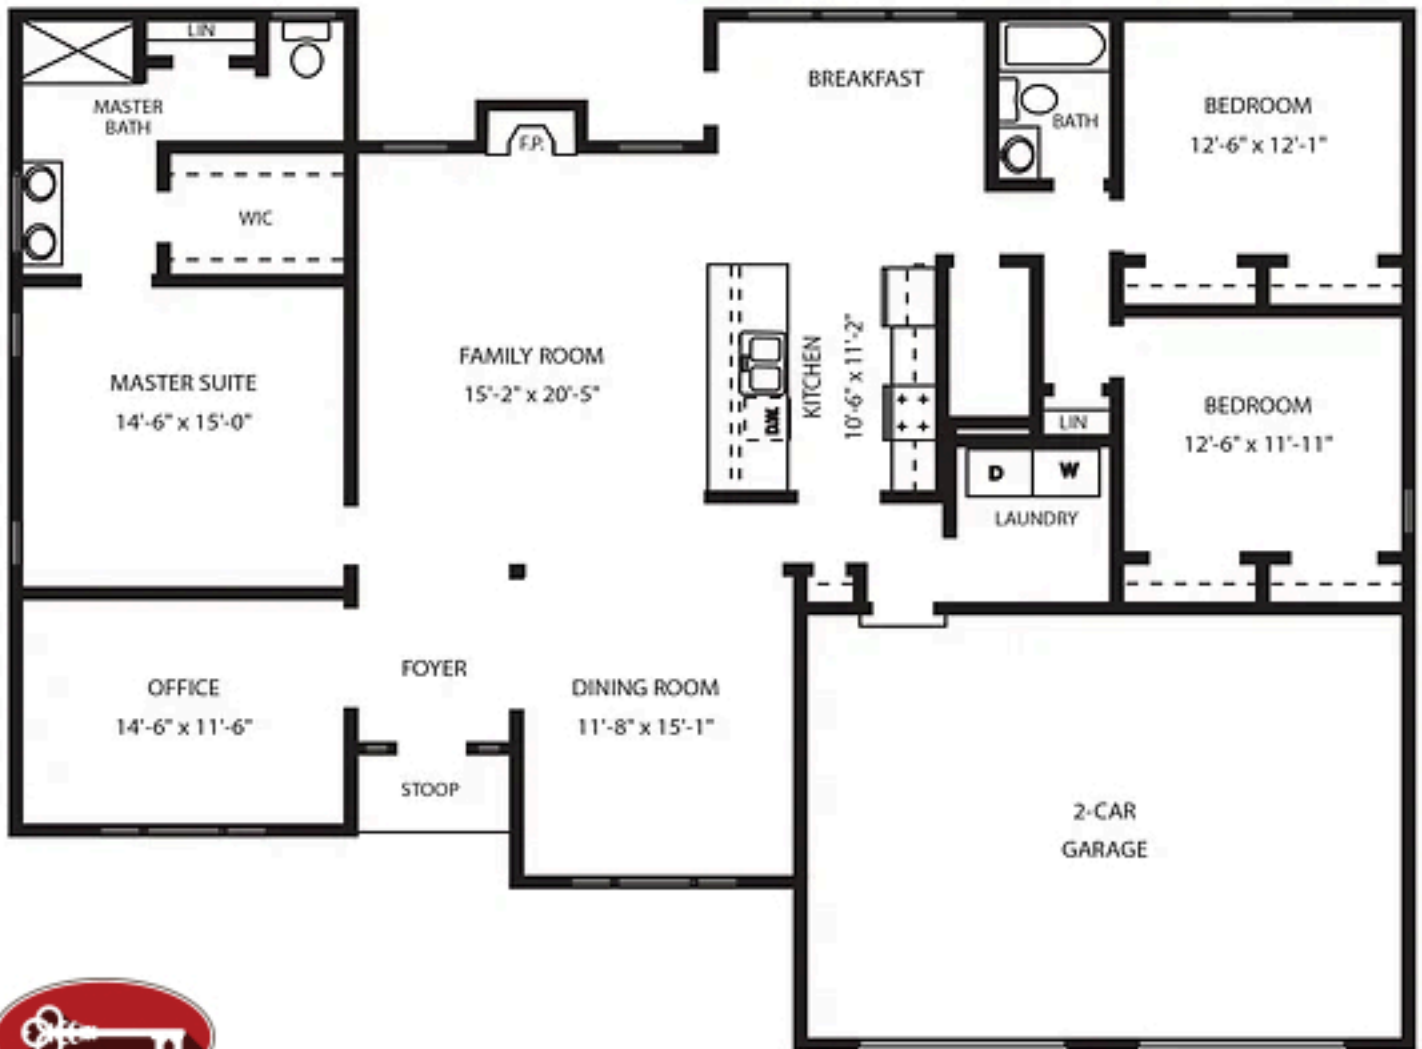 LIN
MASTER
BATH
WIC
MASTER SUITE
14'-6" x 15'-0"
OFFICE
14'-6" x 11'-6"
F.P.
FAMILY ROOM
15'-2" x 20'-5"
FOYER
STOOP
DINING ROOM
11'-8" x 15'-1"
BREAKFAST
KITCHEN
10'-6" x 11'-2"
D.W.
BATH
BEDROOM
12'-6" x 12'-1"
LIN
BEDROOM
12'-6" x 11'-11"
D W
LAUNDRY
2-CAR
GARAGE